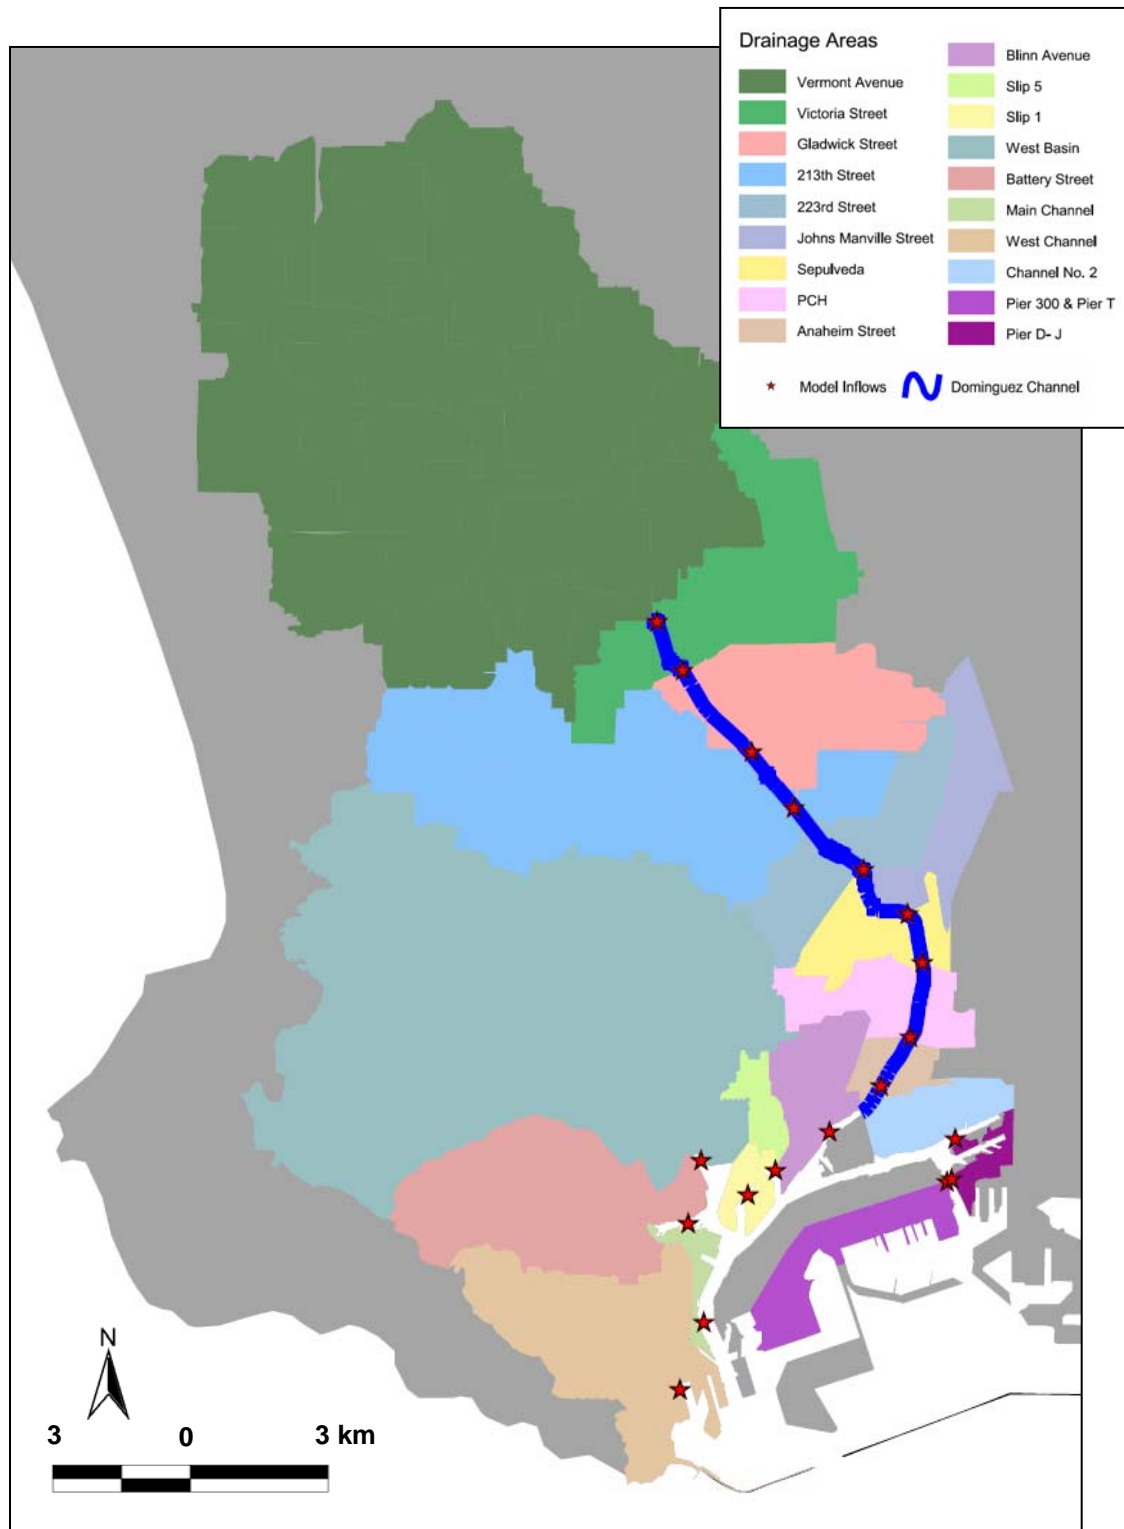 Drainage Areas
Vermont Avenue
Victoria Street
Gladwick Street
213th Street
223rd Street
Johns Manville Street
Sepulveda
PCH
Anaheim Street
Blinn Avenue
Slip 5
Slip 1
West Basin
Battery Street
Main Channel
West Channel
Channel No. 2
Pier 300 & Pier T
Pier D- J
Model Inflows
Dominguez Channel
N
3 0 3 km